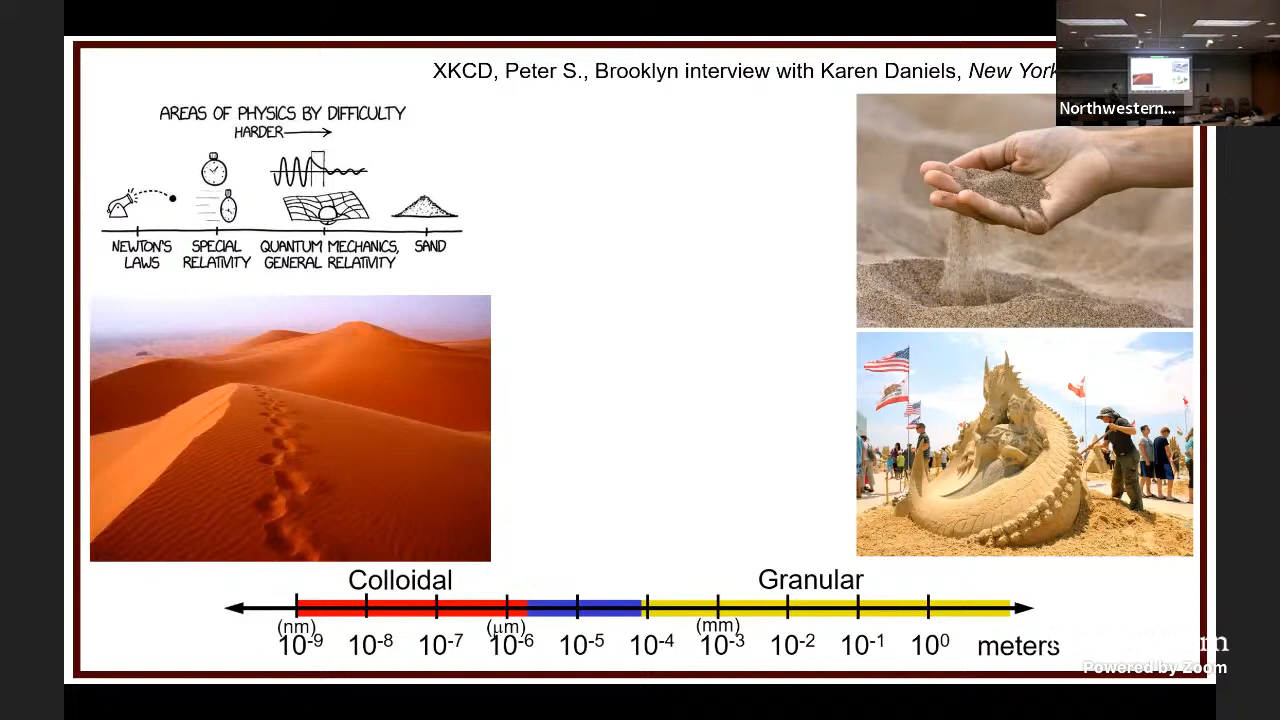 XKCD, Peter S., Brooklyn interview with Karen Daniels, New York
Northwestern...
AREAS OF PHYSICS BY DIFFICULTY
HARDER
NEWTON'S LAWS
SPECIAL RELATIVITY
QUANTUM MECHANICS, GENERAL RELATIVITY
SAND
Colloidal
Granular
(nm)
(μm)
(mm)
10⁻⁹ 10⁻⁸ 10⁻⁷ 10⁻⁶ 10⁻⁵ 10⁻⁴ 10⁻³ 10⁻² 10⁻¹ 10⁰ meters
Powered by Zoom